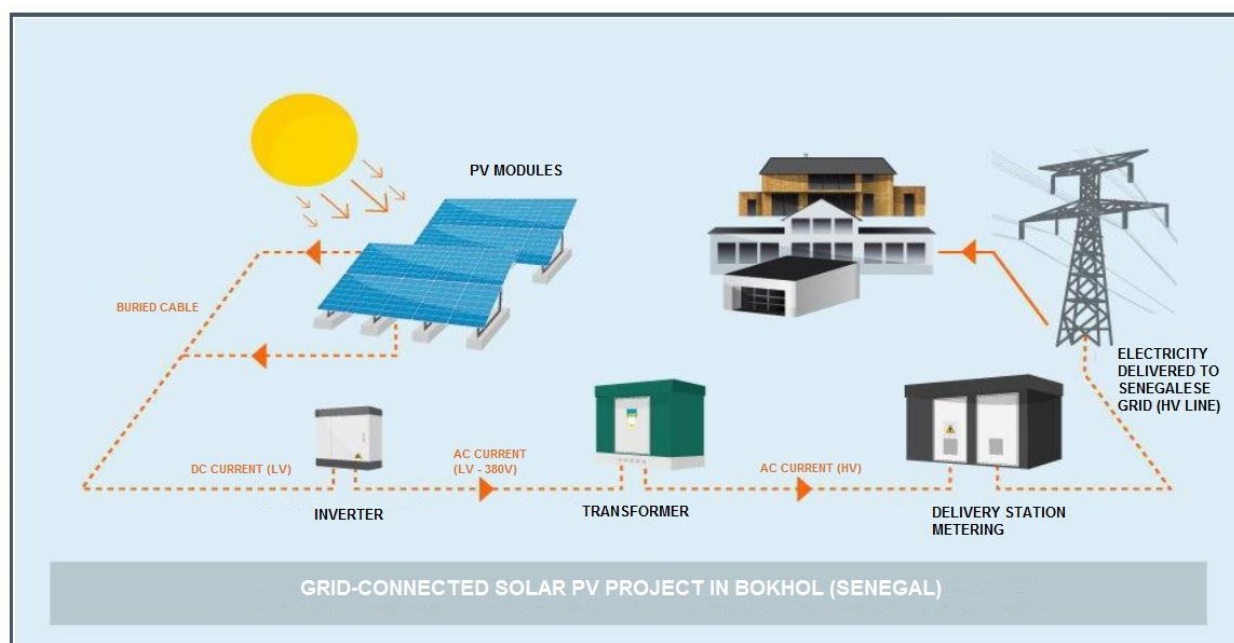 PV MODULES
BURIED CABLE
ELECTRICITY
DELIVERED TO
SENEGALESE
GRID (HV LINE)
DC CURRENT (LV)
AC CURRENT
(LV - 380V)
AC CURRENT (HV)
INVERTER
TRANSFORMER
DELIVERY STATION
METERING
GRID-CONNECTED SOLAR PV PROJECT IN BOKHOL (SENEGAL)